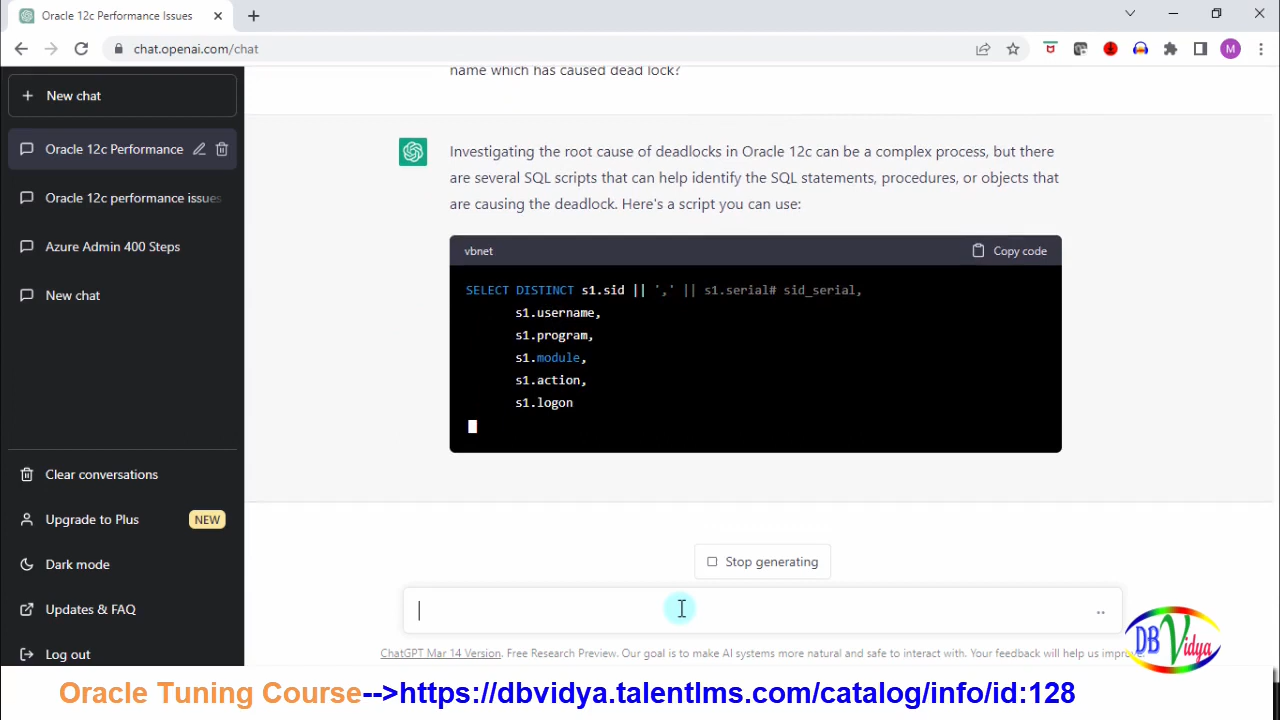 Oracle 12c Performance Issues
chat.openai.com/chat
M
New chat
Oracle 12c Performance
Oracle 12c performance issues
Azure Admin 400 Steps
New chat
Clear conversations
Upgrade to Plus NEW
Dark mode
Updates & FAQ
Log out
name which has caused dead lock?
Investigating the root cause of deadlocks in Oracle 12c can be a complex process, but there
are several SQL scripts that can help identify the SQL statements, procedures, or objects that
are causing the deadlock. Here's a script you can use:
vbnet Copy code
SELECT DISTINCT s1.sid || ',' || s1.serial# sid_serial,
s1.username,
s1.program,
s1.module,
s1.action,
s1.logon
Stop generating
ChatGPT Mar 14 Version. Free Research Preview. Our goal is to make AI systems more natural and safe to interact with. Your feedback will help us improve.
DB Vidya
Oracle Tuning Course-->https://dbvidya.talentlms.com/catalog/info/id:128